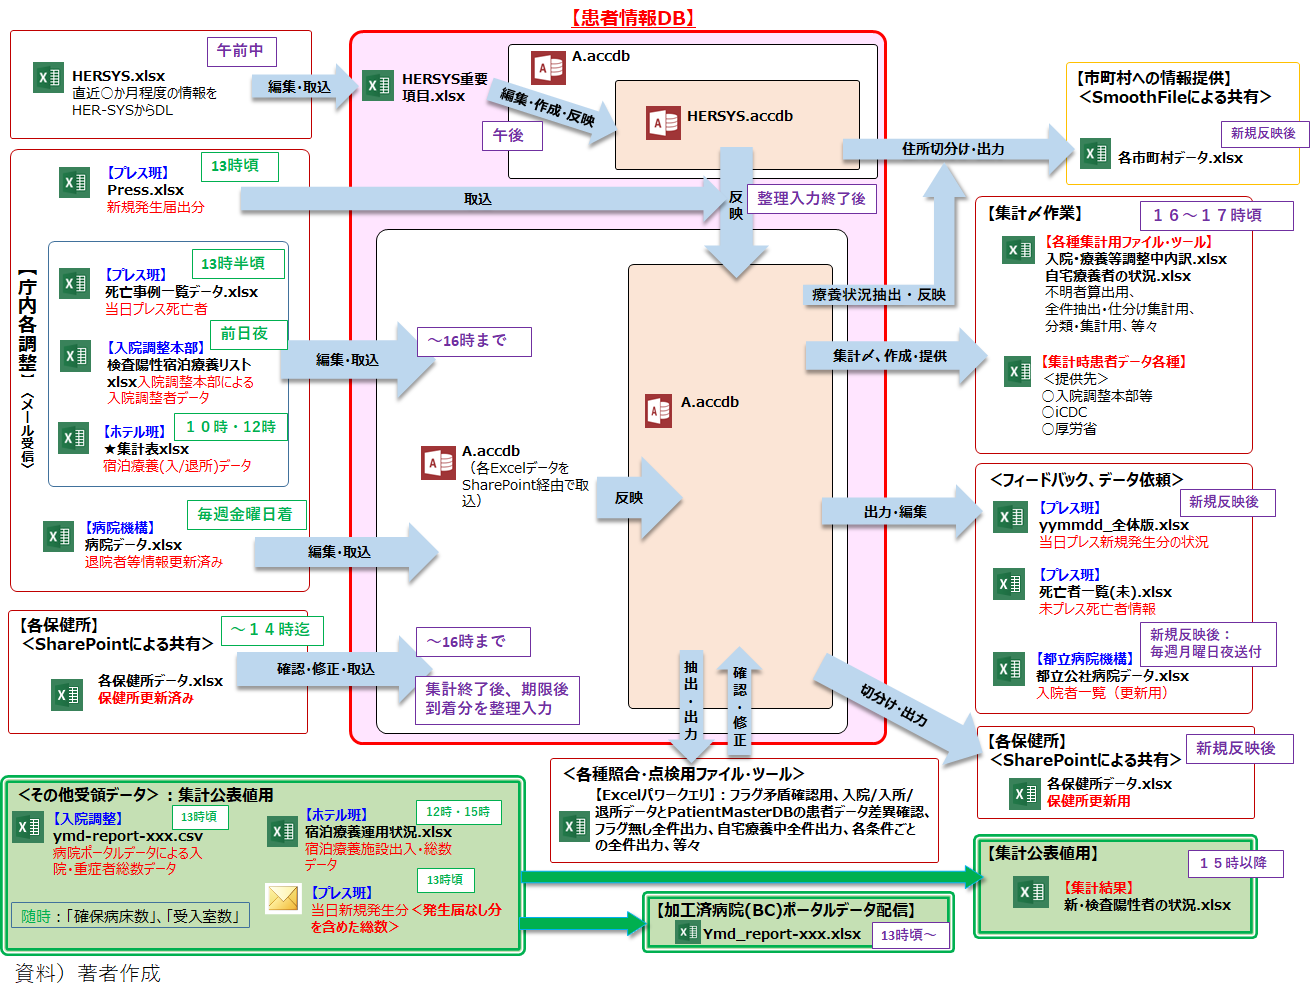 【患者情報DB】
午前中
HERSYS.xlsx
直近○か月程度の情報を
HER-SYSからDL
編集・取込
HERSYS重要
項目.xlsx
A.accdb
編集・作成・反映
午後
HERSYS.accdb
住所切分け・出力
【市町村への情報提供】
＜SmoothFileによる共有＞
新規反映後
各市町村データ.xlsx
【庁内各調整】
＜メール受信＞
13時頃
【プレス班】
Press.xlsx
新規発生届出分
取込
反映
整理入力終了後
13時半頃
【プレス班】
死亡事例一覧データ.xlsx
当日プレス死亡者
前日夜
【入院調整本部】
検査陽性宿泊療養リスト
xlsx入院調整本部による
入院調整者データ
編集・取込
～16時まで
１０時・12時
【ホテル班】
★集計表xlsx
宿泊療養(入/退所)データ
毎週金曜日着
【病院機構】
病院データ.xlsx
退院者等情報更新済み
編集・取込
A.accdb
（各Excelデータを
SharePoint経由で取
込）
反映
A.accdb
療養状況抽出・反映
集計〆、作成・提供
【集計〆作業】
１６～１７時頃
【各種集計用ファイル・ツール】
入院・療養等調整中内訳.xlsx
自宅療養者の状況.xlsx
不明者算出用、
全件抽出・仕分け集計用、
分類・集計用、等々
【集計時患者データ各種】
＜提供先＞
○入院調整本部等
○iCDC
○厚労省
出力・編集
＜フィードバック、データ依頼＞
新規反映後
【プレス班】
yymmdd_全体版.xlsx
当日プレス新規発生分の状況
【プレス班】
死亡者一覧(未).xlsx
未プレス死亡者情報
新規反映後：
毎週月曜日夜送付
【都立病院機構】
都立公社病院データ.xlsx
入院者一覧（更新用）
【各保健所】
＜SharePointによる共有＞
～１４時迄
各保健所データ.xlsx
保健所更新済み
確認・修正・取込
～16時まで
集計終了後、期限後
到着分を整理入力
抽出・出力
確認・修正
切分け・出力
【各保健所】
＜SharePointによる共有＞
新規反映後
各保健所データ.xlsx
保健所更新用
＜各種照合・点検用ファイル・ツール＞
【Excelパワークエリ】：フラグ矛盾確認用、入院/入所/
退所データとPatientMasterDBの患者データ差異確認、
フラグ無し全件出力、自宅療養中全件出力、各条件ごと
の全件出力、等々
＜その他受領データ＞：集計公表値用
【入院調整】
13時頃
ymd-report-xxx.csv
病院ポータルデータによる入
院・重症者総数データ
12時・15時
【ホテル班】
宿泊療養運用状況.xlsx
宿泊療養施設出入・総数
データ
13時頃
【プレス班】
当日新規発生分＜発生届なし分
を含めた総数＞
随時：「確保病床数」、「受入室数」
【加工済病院(BC)ポータルデータ配信】
Ymd_report-xxx.xlsx
13時頃～
【集計公表値用】
１５時以降
【集計結果】
新・検査陽性者の状況.xlsx
資料）著者作成